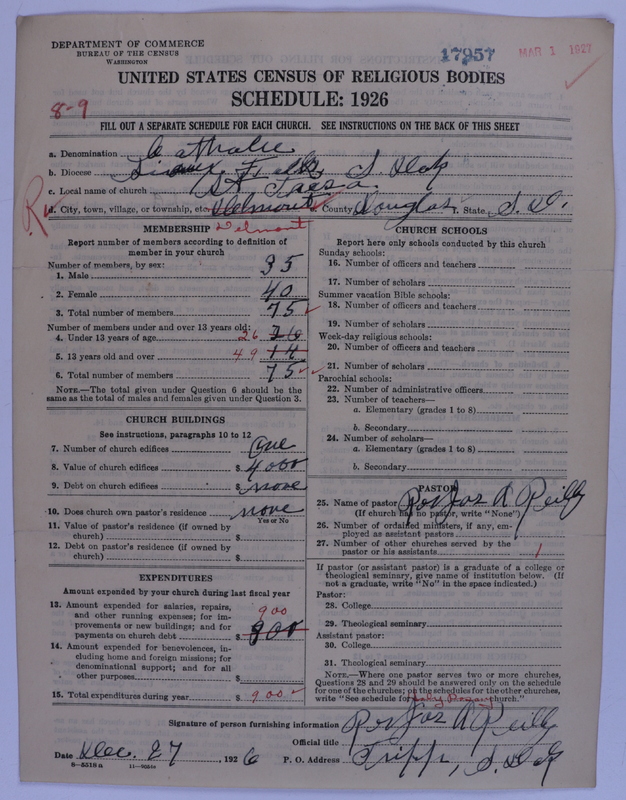 DEPARTMENT OF COMMERCE
BUREAU OF THE CENSUS
WASHINGTON
17957
MAR 1 1927
UNITED STATES CENSUS OF RELIGIOUS BODIES
SCHEDULE: 1926
8-9
FILL OUT A SEPARATE SCHEDULE FOR EACH CHURCH. SEE INSTRUCTIONS ON THE BACK OF THIS SHEET
a. Denomination Catholic
b. Diocese Sioux Falls S. Dak
c. Local name of church St
d. City, town, village, or township, etc. Delmont e. County Douglas f. State S. D.
MEMBERSHIP Delmont
Report number of members according to definition of
member in your church
Number of members, by sex:
1. Male 35
2. Female 40
3. Total number of members 75
Number of members under and over 13 years old:
4. Under 13 years of age 26
5. 13 years old and over 49 14
6. Total number of members 75
NOTE.—The total given under Question 6 should be the
same as the total of males and females given under Question 3.
CHURCH BUILDINGS
See instructions, paragraphs 10 to 12
7. Number of church edifices One
8. Value of church edifices $ 4000
9. Debt on church edifices $ none
10. Does church own pastor's residence none
Yes or No
11. Value of pastor's residence (if owned by
church) $
12. Debt on pastor's residence (if owned by
church) $
EXPENDITURES
Amount expended by your church during last fiscal year
13. Amount expended for salaries, repairs,
and other running expenses; for im-
provements or new buildings; and for
payments on church debt $ 900 900
14. Amount expended for benevolences, in-
cluding home and foreign missions; for
denominational support; and for all
other purposes $
15. Total expenditures during year $ 900
CHURCH SCHOOLS
Report here only schools conducted by this church
Sunday schools:
16. Number of officers and teachers
17. Number of scholars
Summer vacation Bible schools:
18. Number of officers and teachers
19. Number of scholars
Week-day religious schools:
20. Number of officers and teachers
21. Number of scholars
Parochial schools:
22. Number of administrative officers
23. Number of teachers—
a. Elementary (grades 1 to 8)
b. Secondary
24. Number of scholars—
a. Elementary (grades 1 to 8)
b. Secondary
PASTOR
25. Name of pastor Rev Jas A Reilly
(If church has no pastor, write "None")
26. Number of ordained ministers, if any, em-
ployed as assistant pastors
27. Number of other churches served by the
pastor or his assistants 1
If pastor (or assistant pastor) is a graduate of a college or
theological seminary, give name of institution below. (If
not a graduate, write "No" in the space indicated.)
Pastor:
28. College
29. Theological seminary
Assistant pastor:
30. College
31. Theological seminary
NOTE.—Where one pastor serves two or more churches,
Questions 28 and 29 should be answered only on the schedule
for one of the churches; on the schedules for the other churches,
write "See schedule for Holy Rosary church."
Signature of person furnishing information Rev Jas A Reilly
Official title
Date Dec. 27, 1926 P. O. Address Tripp, S. Dak
8—5518a